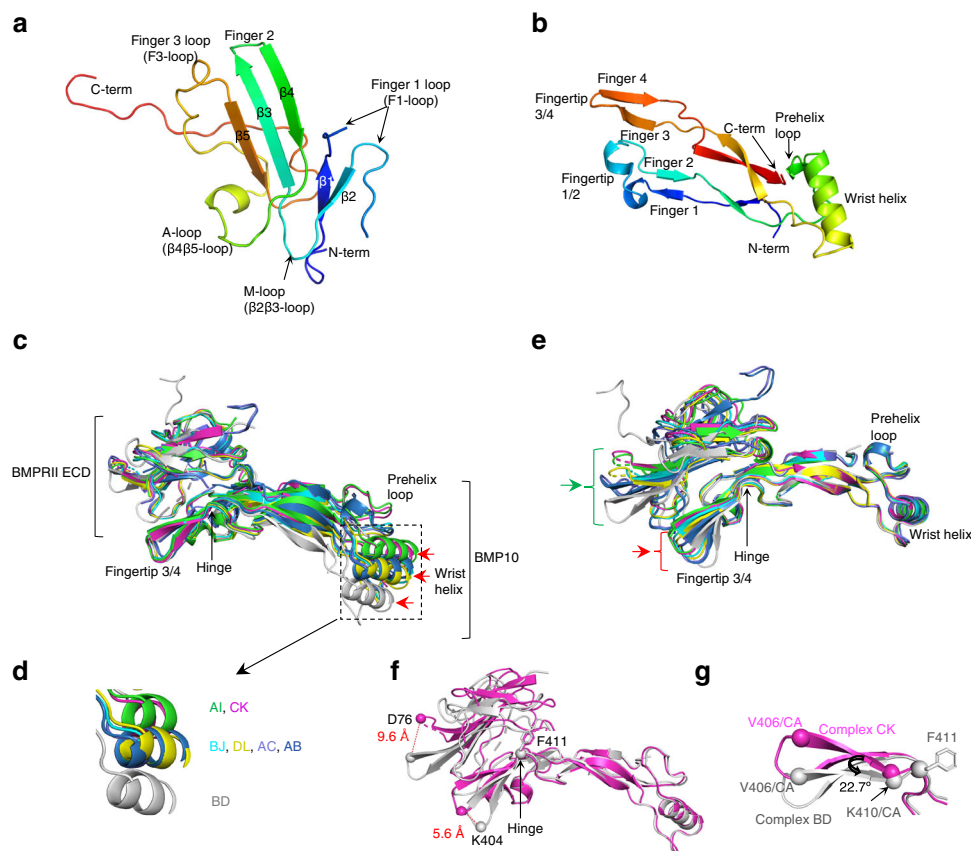 a
Finger 3 loop
(F3-loop)
Finger 2
C-term
β4
β3
β5
Finger 1 loop
(F1-loop)
β1
β2
A-loop
(β4β5-loop)
N-term
M-loop
(β2β3-loop)
b
Finger 4
Fingertip
3/4
Finger 3
C-term
Prehelix
loop
Finger 2
Fingertip
1/2
Finger 1
Wrist helix
N-term
c
BMPRII ECD
Prehelix
loop
BMP10
Wrist
helix
Hinge
Fingertip 3/4
e
Prehelix
loop
Wrist helix
Hinge
Fingertip 3/4
d
AI, CK
BJ, DL, AC, AB
BD
f
D76
9.6 Å
F411
5.6 Å
K404
Hinge
g
V406/CA
Complex CK
F411
V406/CA
22.7°
K410/CA
Complex BD